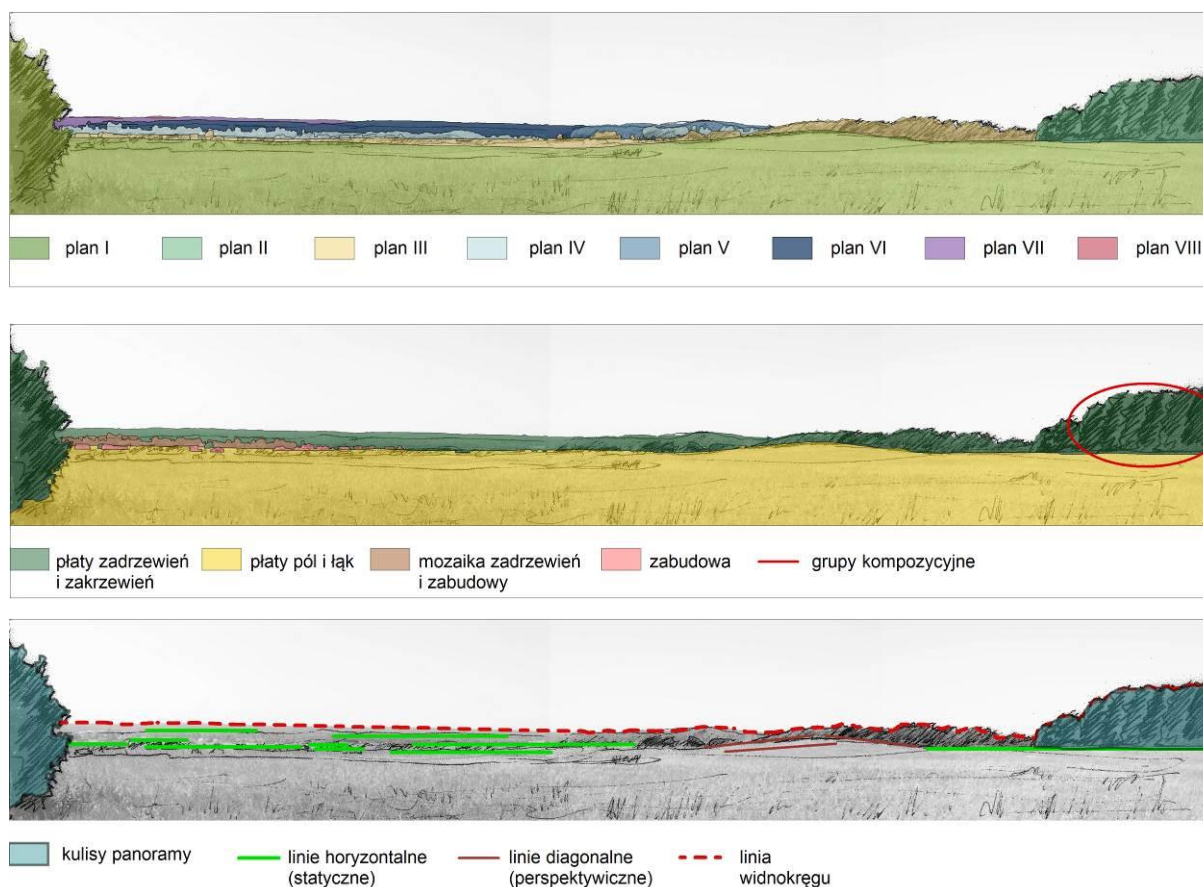 plan I plan II plan III plan IV plan V plan VI plan VII plan VIII
płaty zadrzewień i zakrzewień
płaty pól i łąk
mozaika zadrzewień i zabudowy
zabudowa
grupy kompozycyjne
kulisy panoramy
linie horyzontalne (statyczne)
linie diagonalne (perspektywiczne)
linia widnokręgu